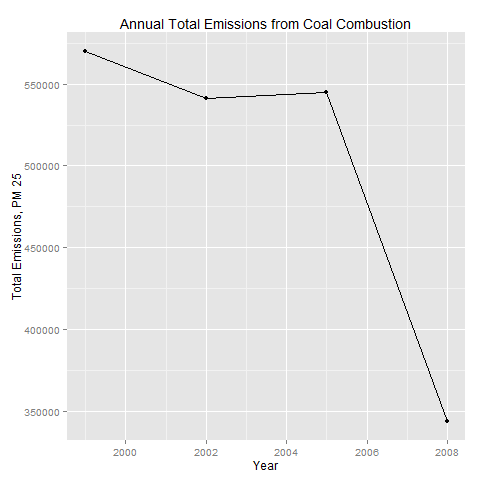 Annual Total Emissions from Coal Combustion
Total Emissions, PM 25
550000
500000
450000
400000
350000
2000 2002 2004 2006 2008
Year